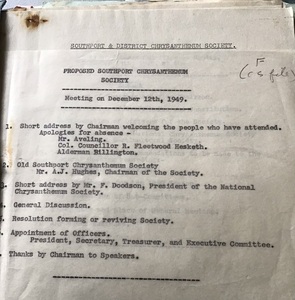 SOUTHPORT & DISTRICT CHRYSANTHEMUM SOCIETY.
F
PROPOSED SOUTHPORT CHRYSANTHEMUM
SOCIETY
Meeting on December 12th, 1949.
1. Short address by Chairman welcoming the people who have attended.
Apologies for absence -
Mr. Aveling.
Col. Councillor R. Fleetwood Hesketh.
Alderman Billington.
2. Old Southport Chrysanthemum Society
Mr. A.J. Hughes, Chairman of the Society.
3. Short address by Mr. F. Doodson, President of the National
Chrysanthemum Society.
4. General Discussion.
Resolution forming or reviving Society.
Appointment of Officers.
President, Secretary, Treasurer, and Executive Committee.
Thanks by Chairman to Speakers.